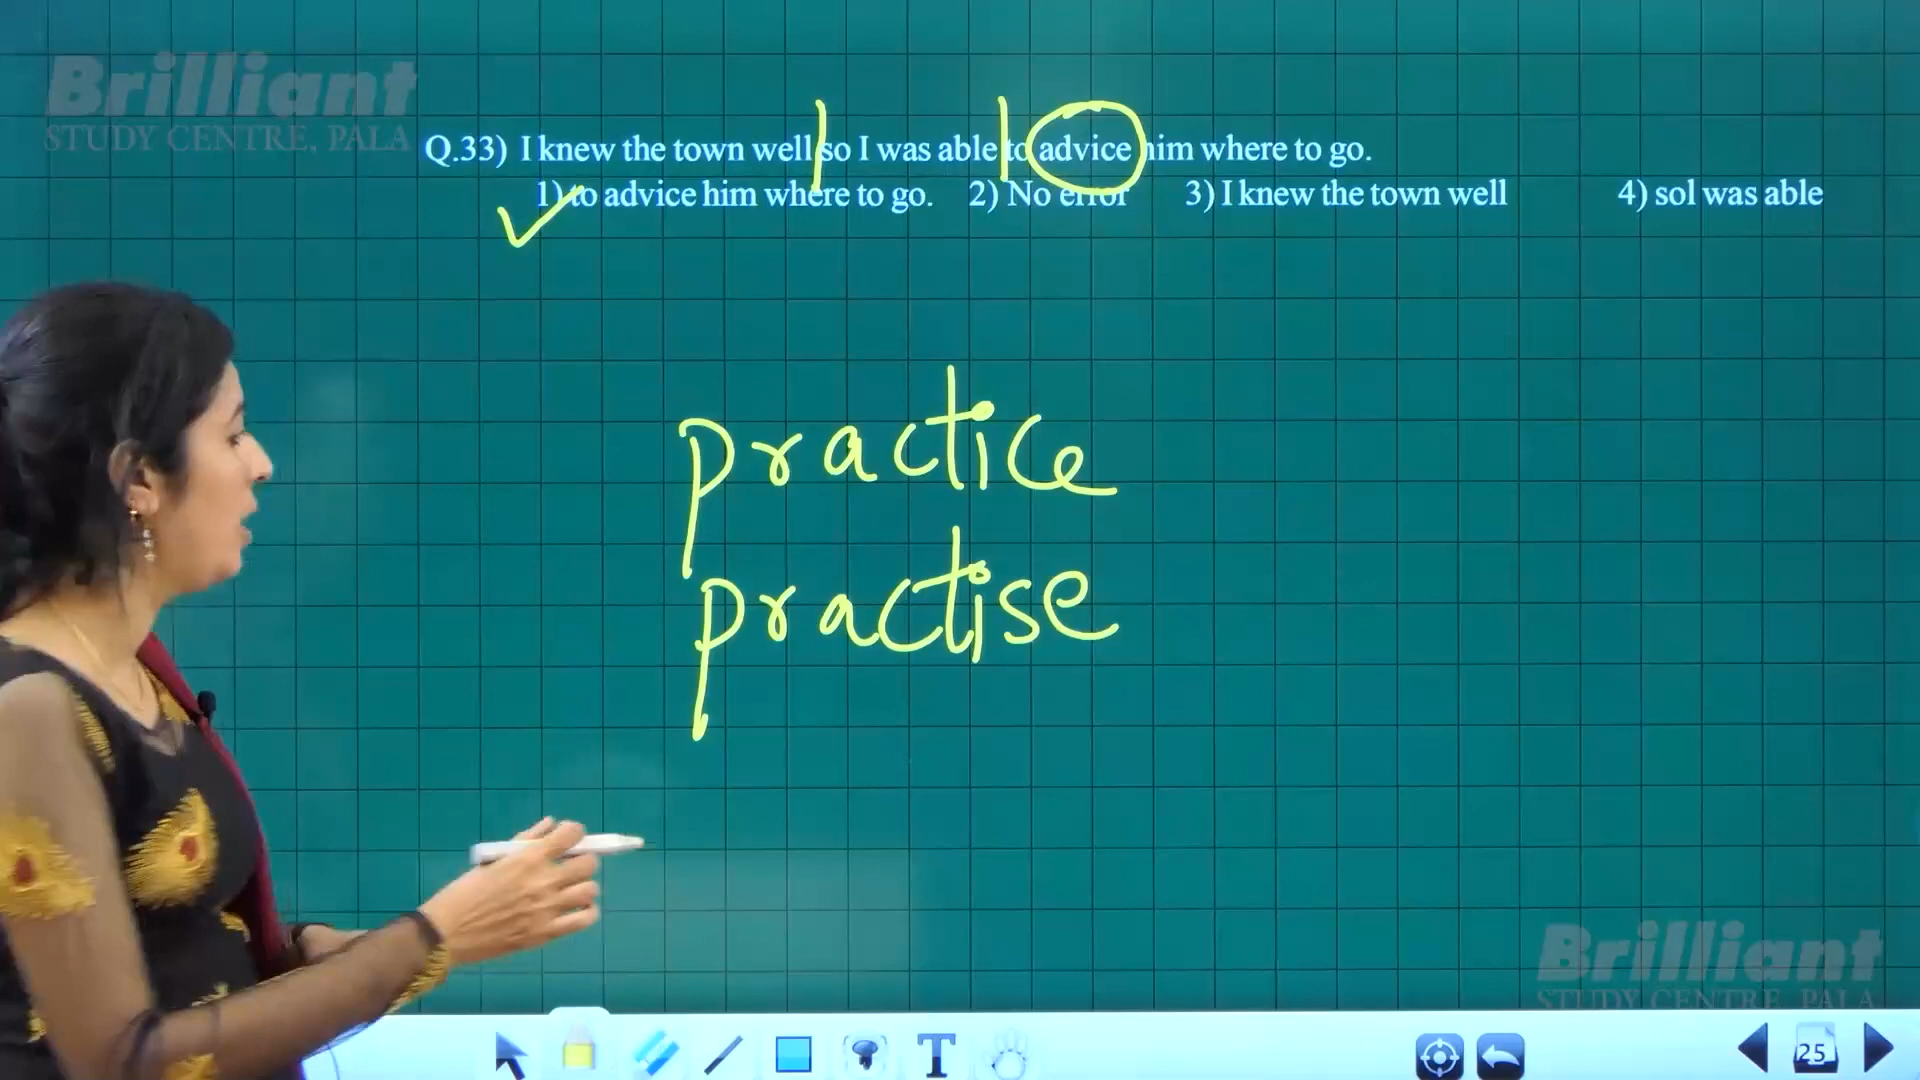 Brilliant
STUDY CENTRE, PALA
Q.33) I knew the town well so I was able to advice him where to go.
1) to advice him where to go. 2) No error 3) I knew the town well 4) sol was able
practice
practise
Brilliant
STUDY CENTRE, PALA
T
25